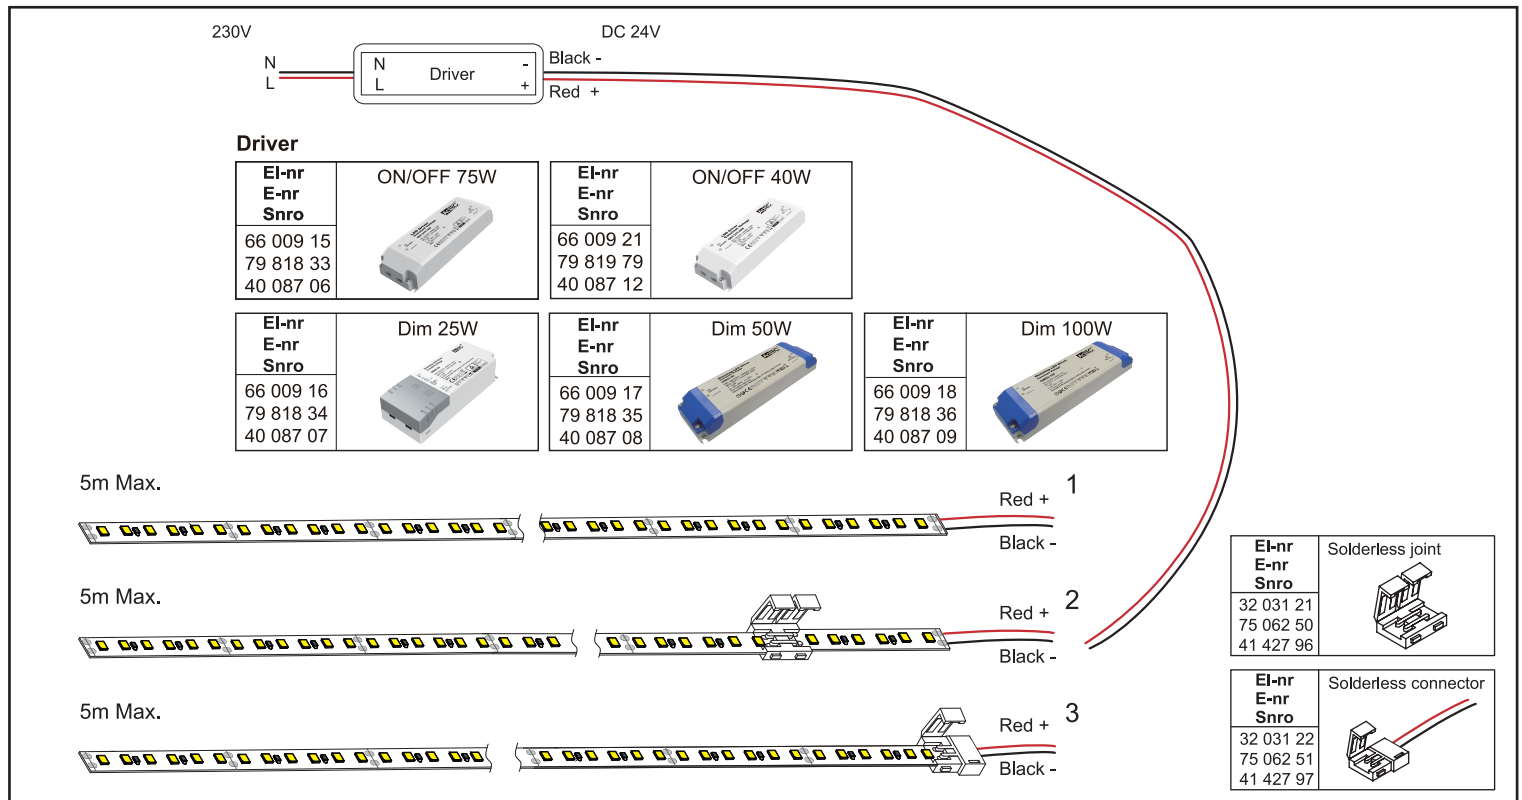 230V
DC 24V
N
L
N
L
Driver
-
+
Black -
Red +
Driver
El-nr
E-nr
Snro
66 009 15
79 818 33
40 087 06
ON/OFF 75W
El-nr
E-nr
Snro
66 009 21
79 819 79
40 087 12
ON/OFF 40W
El-nr
E-nr
Snro
66 009 16
79 818 34
40 087 07
Dim 25W
El-nr
E-nr
Snro
66 009 17
79 818 35
40 087 08
Dim 50W
El-nr
E-nr
Snro
66 009 18
79 818 36
40 087 09
Dim 100W
5m Max.
Red +
1
Black -
5m Max.
Red +
2
Black -
5m Max.
Red +
3
Black -
El-nr
E-nr
Snro
32 031 21
75 062 50
41 427 96
Solderless joint
El-nr
E-nr
Snro
32 031 22
75 062 51
41 427 97
Solderless connector